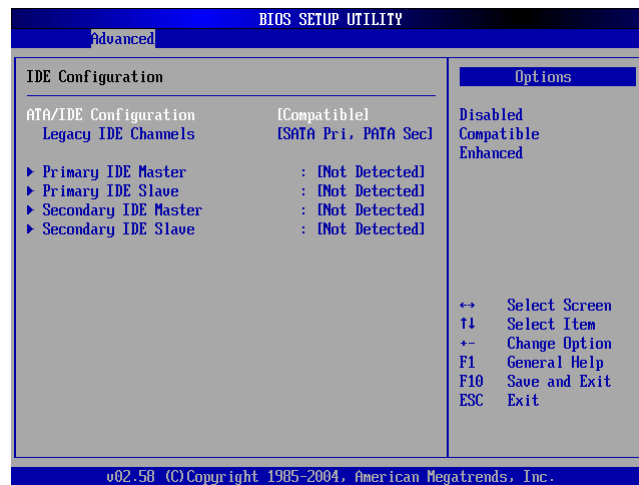 BIOS SETUP UTILITY
Advanced
IDE Configuration
ATA/IDE Configuration [Compatible]
Legacy IDE Channels [SATA Pri, PATA Sec]
Primary IDE Master : [Not Detected]
Primary IDE Slave : [Not Detected]
Secondary IDE Master : [Not Detected]
Secondary IDE Slave : [Not Detected]
Options
Disabled
Compatible
Enhanced
↔ Select Screen
↑↓ Select Item
+- Change Option
F1 General Help
F10 Save and Exit
ESC Exit
v02.58 (C)Copyright 1985-2004, American Megatrends, Inc.